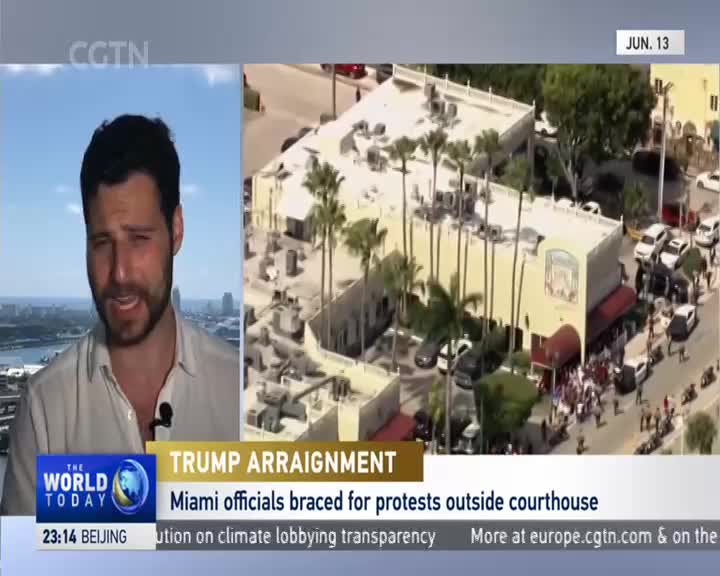 CGTN
JUN. 13
TRUMP ARRAIGNMENT
THE
WORLD
TODAY
Miami officials braced for protests outside courthouse
23:14 BEIJING
ution on climate lobbying transparency More at europe.cgtn.com & on the